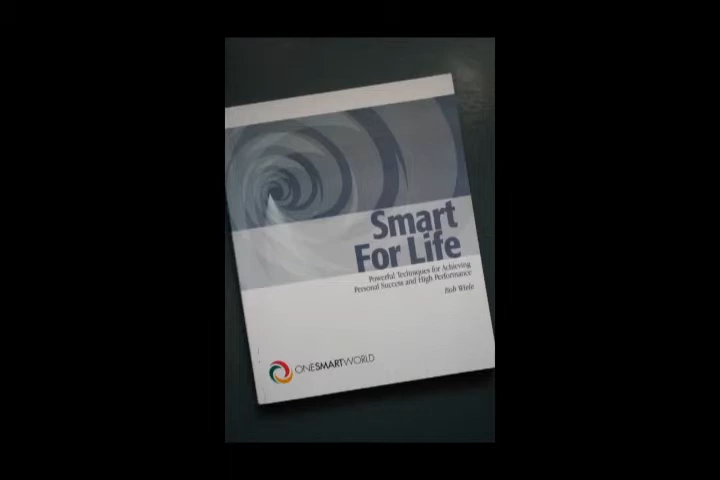 Smart
For Life
Powerful Techniques for Achieving
Personal Success and High Performance
Bob Wiele
ONESMARTWORLD